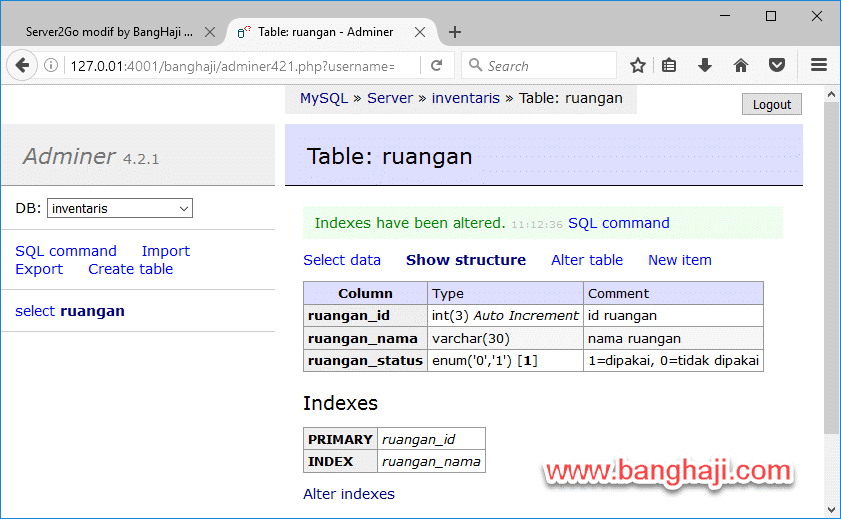 Server2Go modif by BangHaji ...
Table: ruangan - Adminer
127.0.01:4001/banghaji/adminer421.php?username=
Search
MySQL » Server » inventaris » Table: ruangan
Logout
Adminer 4.2.1
Table: ruangan
DB: inventaris
Indexes have been altered. 11:12:36 SQL command
SQL command Import
Export Create table
select ruangan
Select data Show structure Alter table New item
Column Type Comment
ruangan_id int(3) Auto Increment id ruangan
ruangan_nama varchar(30) nama ruangan
ruangan_status enum('0','1') [1] 1=dipakai, 0=tidak dipakai
Indexes
PRIMARY ruangan_id
INDEX ruangan_nama
Alter indexes
www.banghaji.com